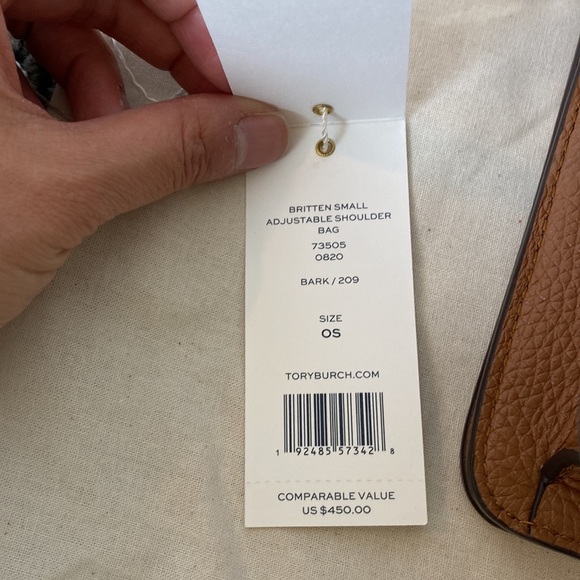 BRITTEN SMALL
ADJUSTABLE SHOULDER
BAG
73505
0820
BARK / 209
SIZE
OS
TORYBURCH.COM
1 92485 57342 8
COMPARABLE VALUE
US $450.00